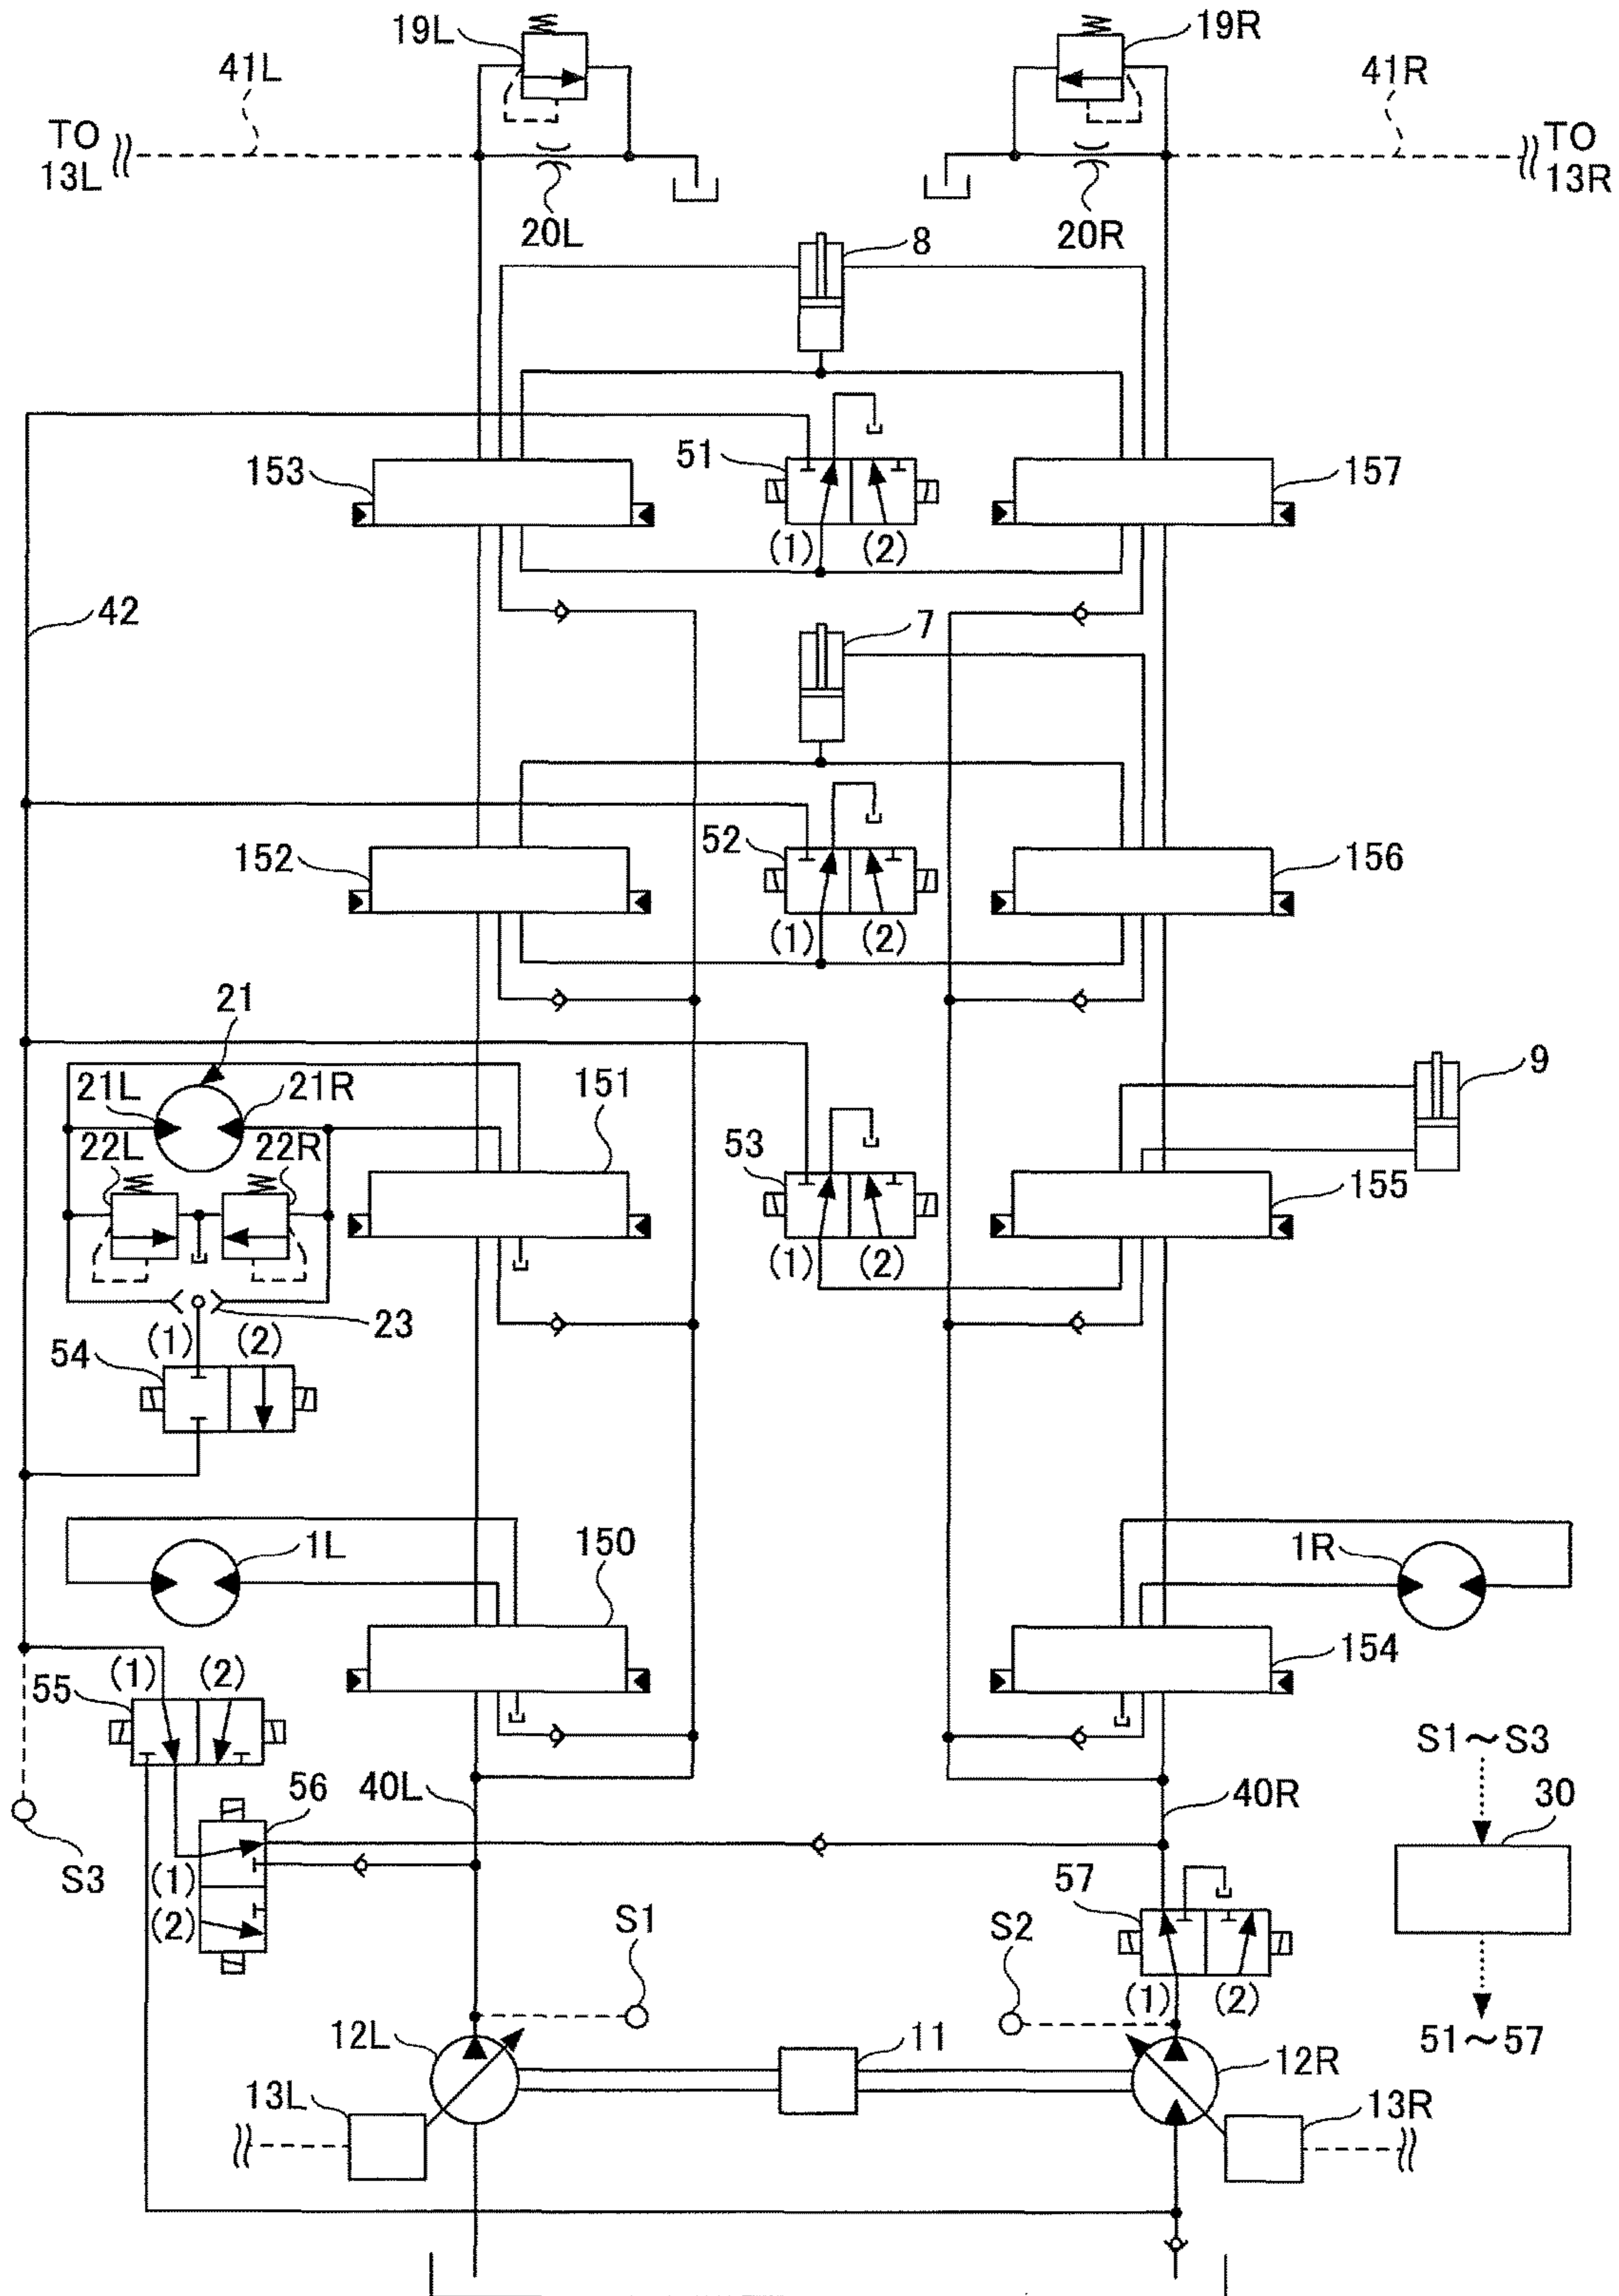 19L
19R
41L
41R
TO
13L
TO
13R
20L
20R
8
153
51
157
(1) (2)
42
7
152
52
156
(1) (2)
21
21L
21R
151
9
22L
22R
53
155
(1) (2)
23
(1) (2)
54
1L
150
1R
154
(1) (2)
55
S1~S3
40L
56
40R
30
S3
(1)
(2)
57
S1
S2
(1) (2)
51~57
12L
11
12R
13L
13R